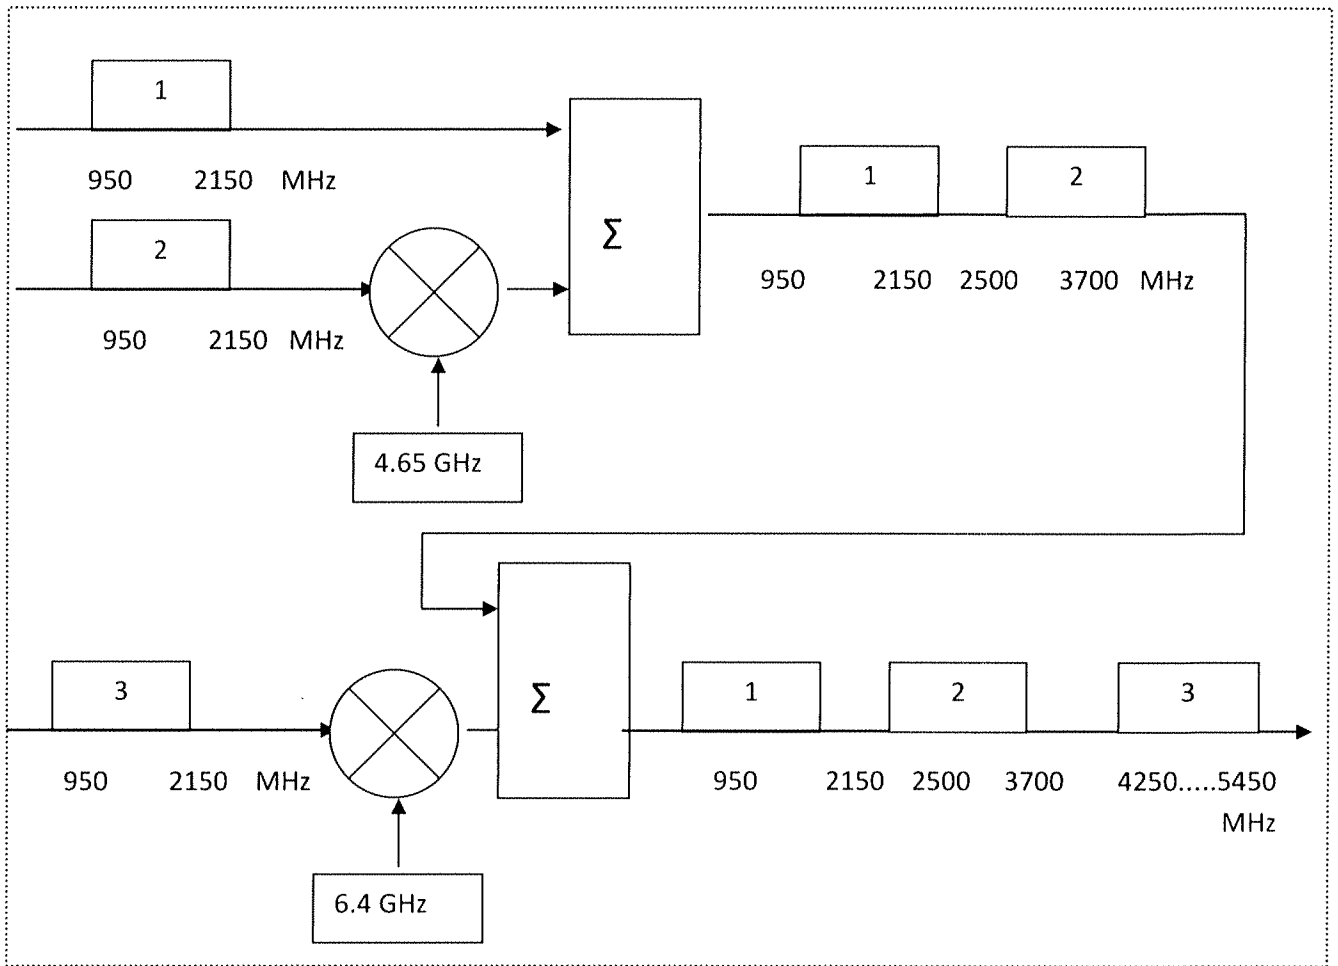 1
950 2150 MHz
2
950 2150 MHz
4.65 GHz
Σ
1 2
950 2150 2500 3700 MHz
3
950 2150 MHz
6.4 GHz
Σ
1 2 3
950 2150 2500 3700 4250.....5450
MHz